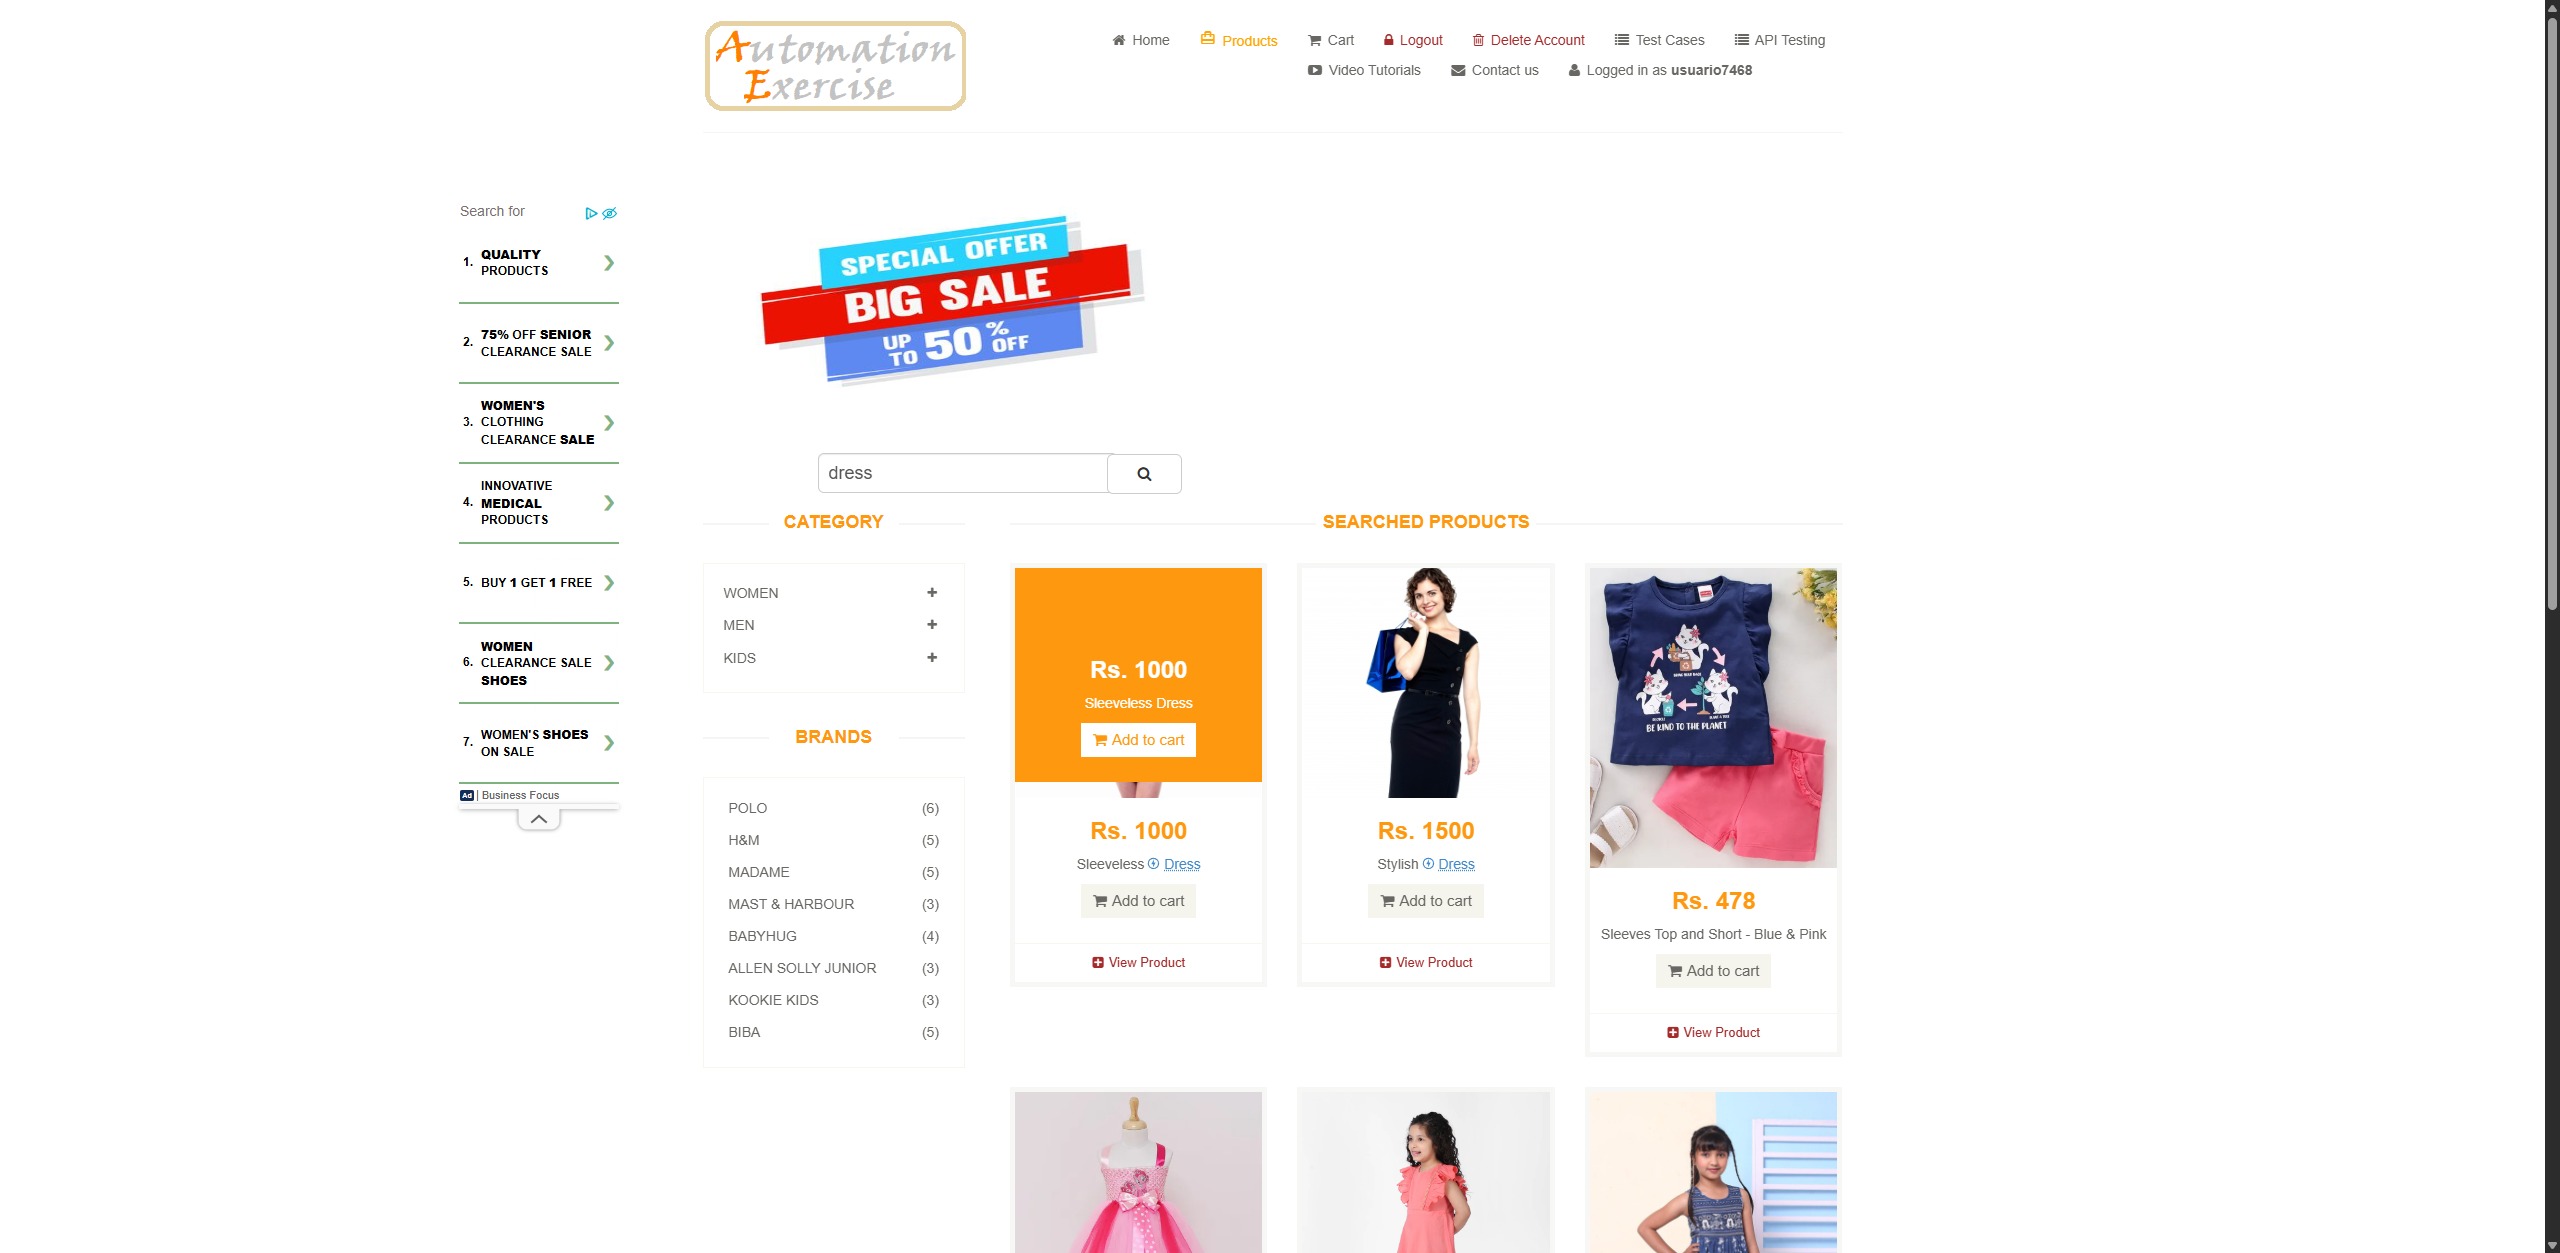 Automation
Exercise
Home
Products
Cart
Logout
Delete Account
Test Cases
API Testing
Video Tutorials
Contact us
Logged in as usuario7468
Search for
1. QUALITY
PRODUCTS
2. 75% OFF SENIOR
CLEARANCE SALE
3. WOMEN'S
CLOTHING
CLEARANCE SALE
4. INNOVATIVE
MEDICAL
PRODUCTS
5. BUY 1 GET 1 FREE
6. WOMEN
CLEARANCE SALE
SHOES
7. WOMEN'S SHOES
ON SALE
Ad | Business Focus
SPECIAL OFFER
BIG SALE
UP TO 50% OFF
dress
CATEGORY
WOMEN
MEN
KIDS
BRANDS
POLO (6)
H&M (5)
MADAME (5)
MAST & HARBOUR (3)
BABYHUG (4)
ALLEN SOLLY JUNIOR (3)
KOOKIE KIDS (3)
BIBA (5)
SEARCHED PRODUCTS
Rs. 1000
Sleeveless Dress
Add to cart
Rs. 1000
Sleeveless Dress
Add to cart
View Product
Rs. 1500
Stylish Dress
Add to cart
View Product
BE KIND TO THE PLANET
Rs. 478
Sleeves Top and Short - Blue & Pink
Add to cart
View Product